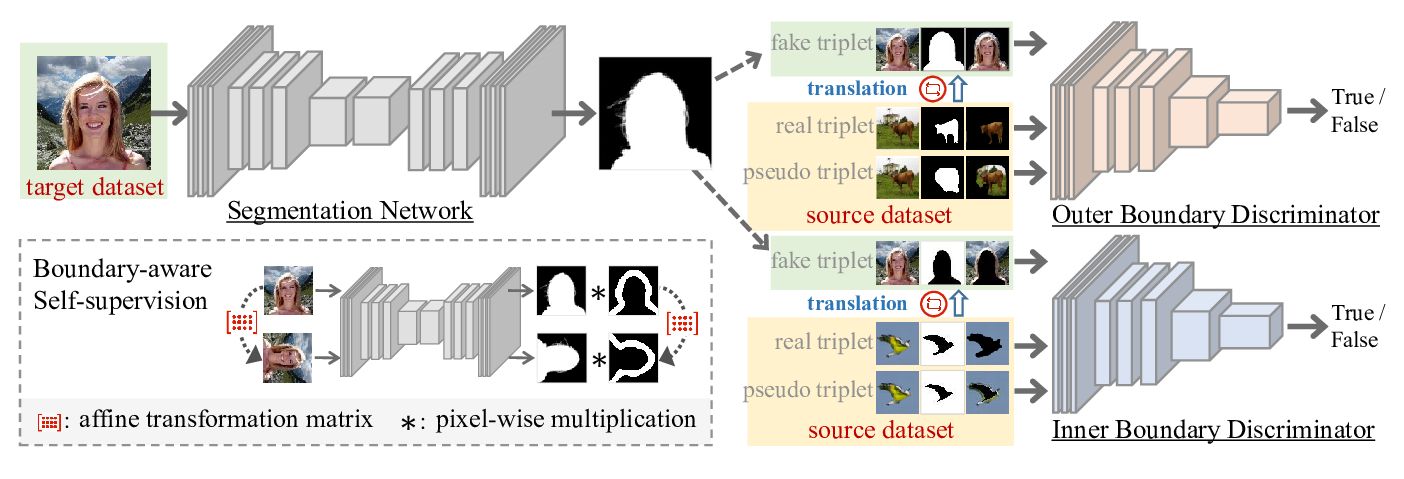 target dataset
Segmentation Network
fake triplet
translation
real triplet
pseudo triplet
source dataset
True /
False
Outer Boundary Discriminator
Boundary-aware
Self-supervision
*
*
: affine transformation matrix
*: pixel-wise multiplication
fake triplet
translation
real triplet
pseudo triplet
source dataset
True /
False
Inner Boundary Discriminator